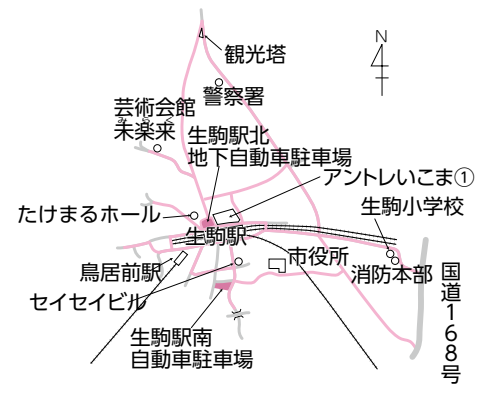 N
観光塔
警察署
芸術会館
美楽来
み ら く る
生駒駅北
地下自動車駐車場
アントレいこま①
生駒小学校
たけまるホール
生駒駅
市役所
消防本部
鳥居前駅
セイセイビル
国道168号
生駒駅南
自動車駐車場